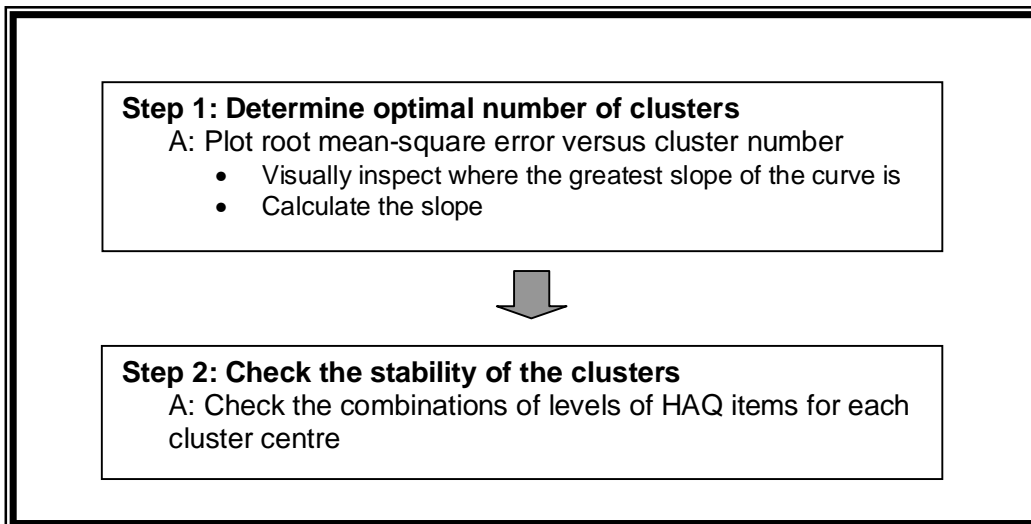 Step 1: Determine optimal number of clusters
A: Plot root mean-square error versus cluster number
• Visually inspect where the greatest slope of the curve is
• Calculate the slope
Step 2: Check the stability of the clusters
A: Check the combinations of levels of HAQ items for each
cluster centre